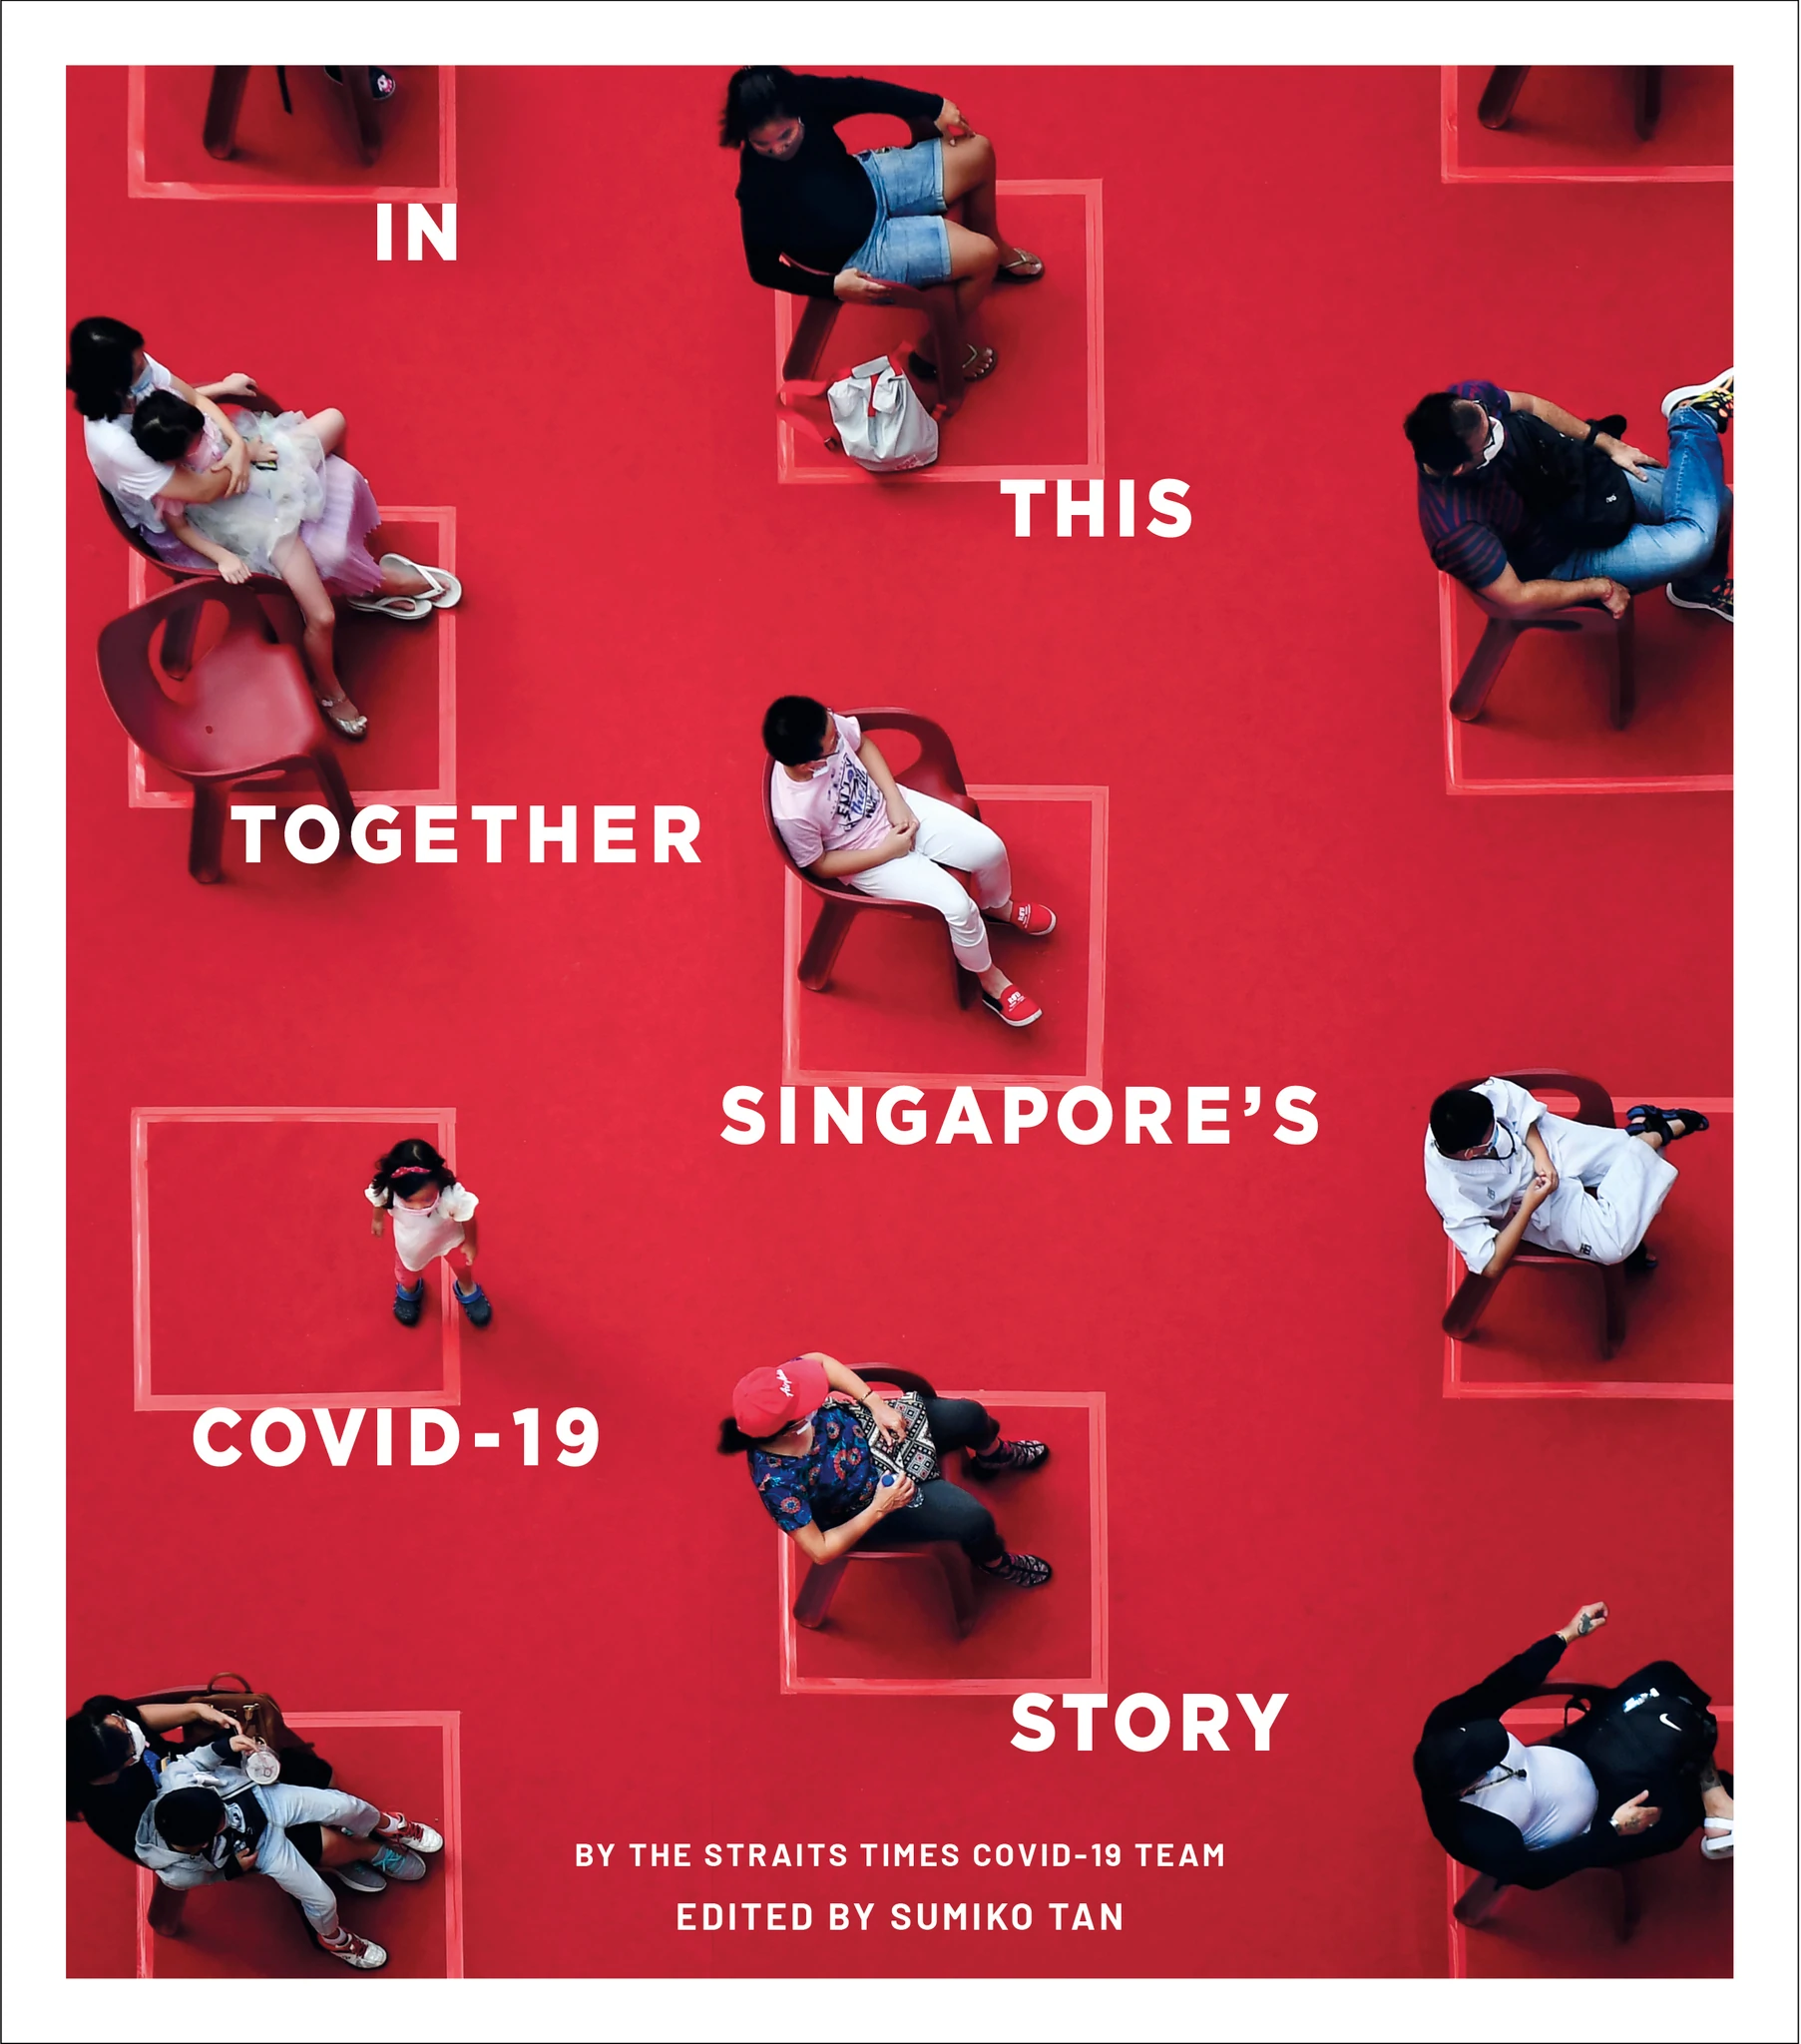 IN
THIS
TOGETHER
SINGAPORE’S
COVID-19
STORY
BY THE STRAITS TIMES COVID-19 TEAM
EDITED BY SUMIKO TAN